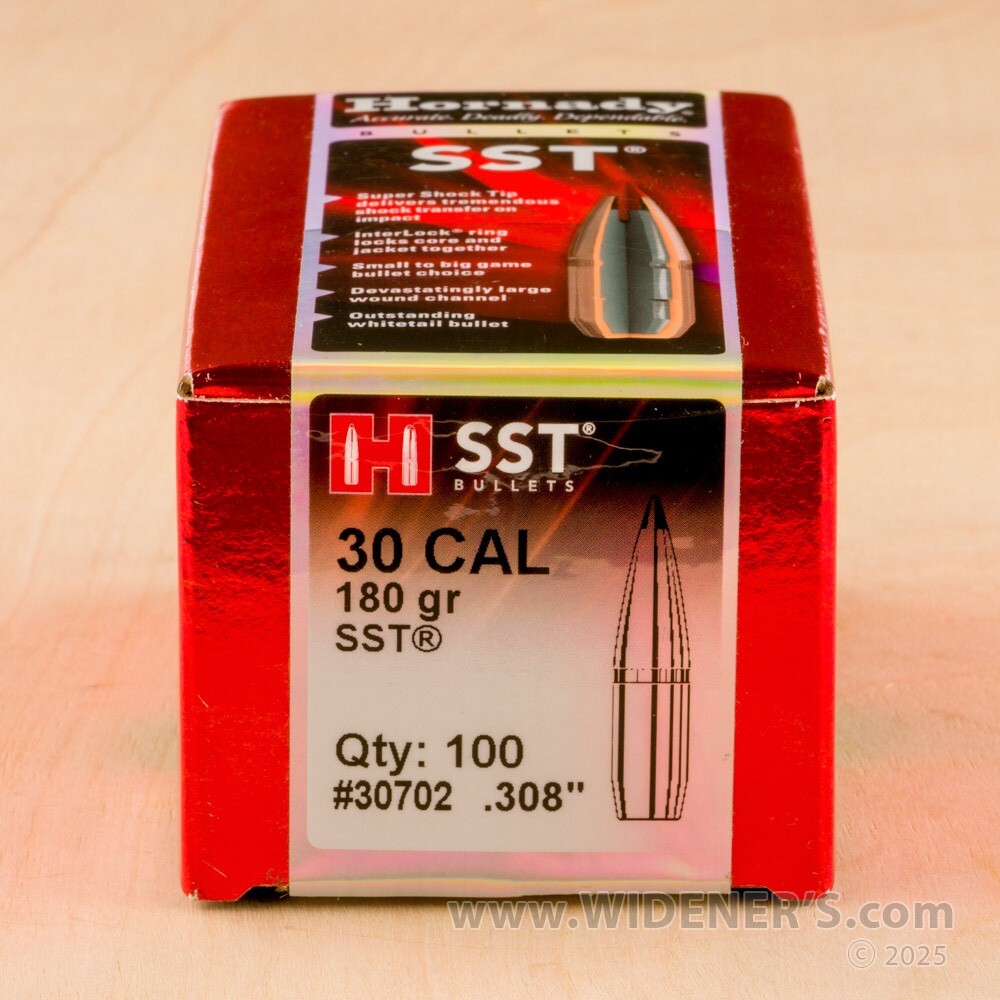 Hornady
Accurate. Deadly. Dependable.
BULLETS
SST®
Super Shock Tip
delivers tremendous
shock transfer on
impact
InterLock® ring
locks core and
jacket together
Small to big game
bullet choice
Devastatingly large
wound channel
Outstanding
whitetail bullet
H SST®
BULLETS
30 CAL
180 gr
SST®
Qty: 100
#30702 .308"
www.WIDENER'S.com
© 2025